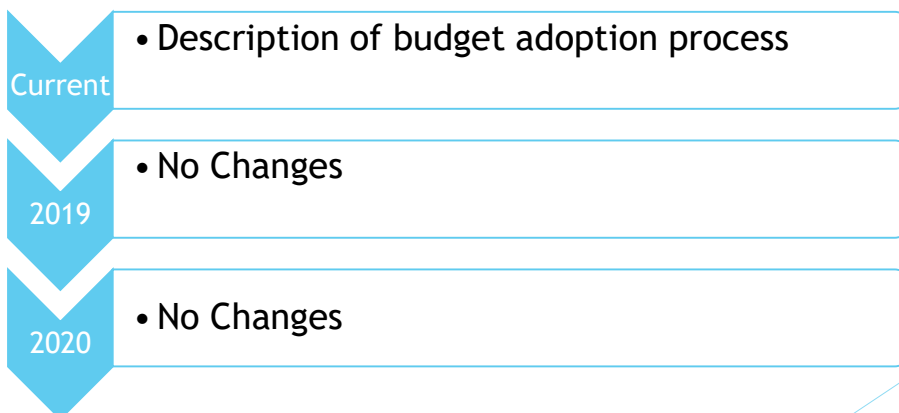 • Description of budget adoption process
Current
• No Changes
2019
• No Changes
2020